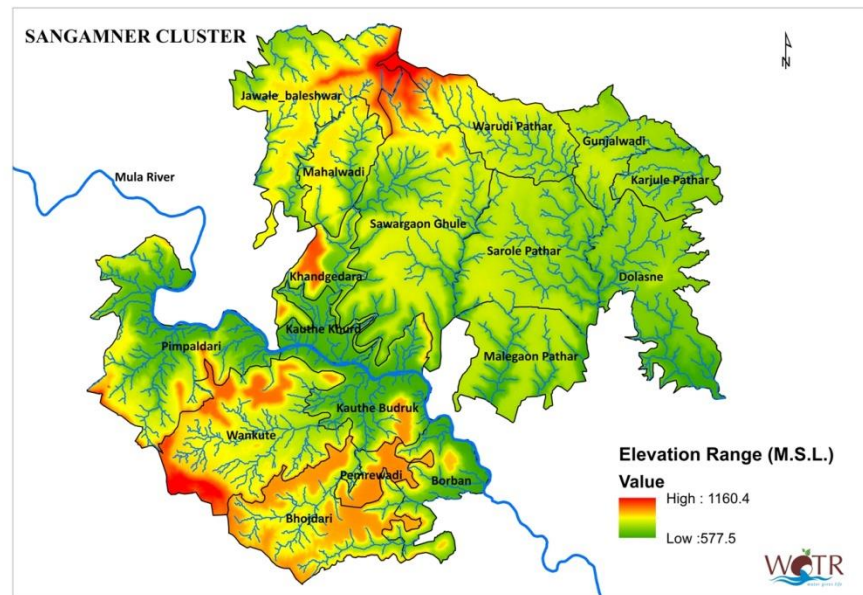 SANGAMNER CLUSTER
N
Jawale_baleshwar
Warudi Pathar
Gunjalwadi
Mahalwadi
Karjule Pathar
Mula River
Sawargaon Ghule
Sarole Pathar
Khandgedara
Dolasne
Kauthe Khurd
Pimpaldari
Malegaon Pathar
Kauthe Budruk
Wankute
Pemrewadi
Borban
Bhojdari
Elevation Range (M.S.L.)
Value
High : 1160.4
Low :577.5
WOTR